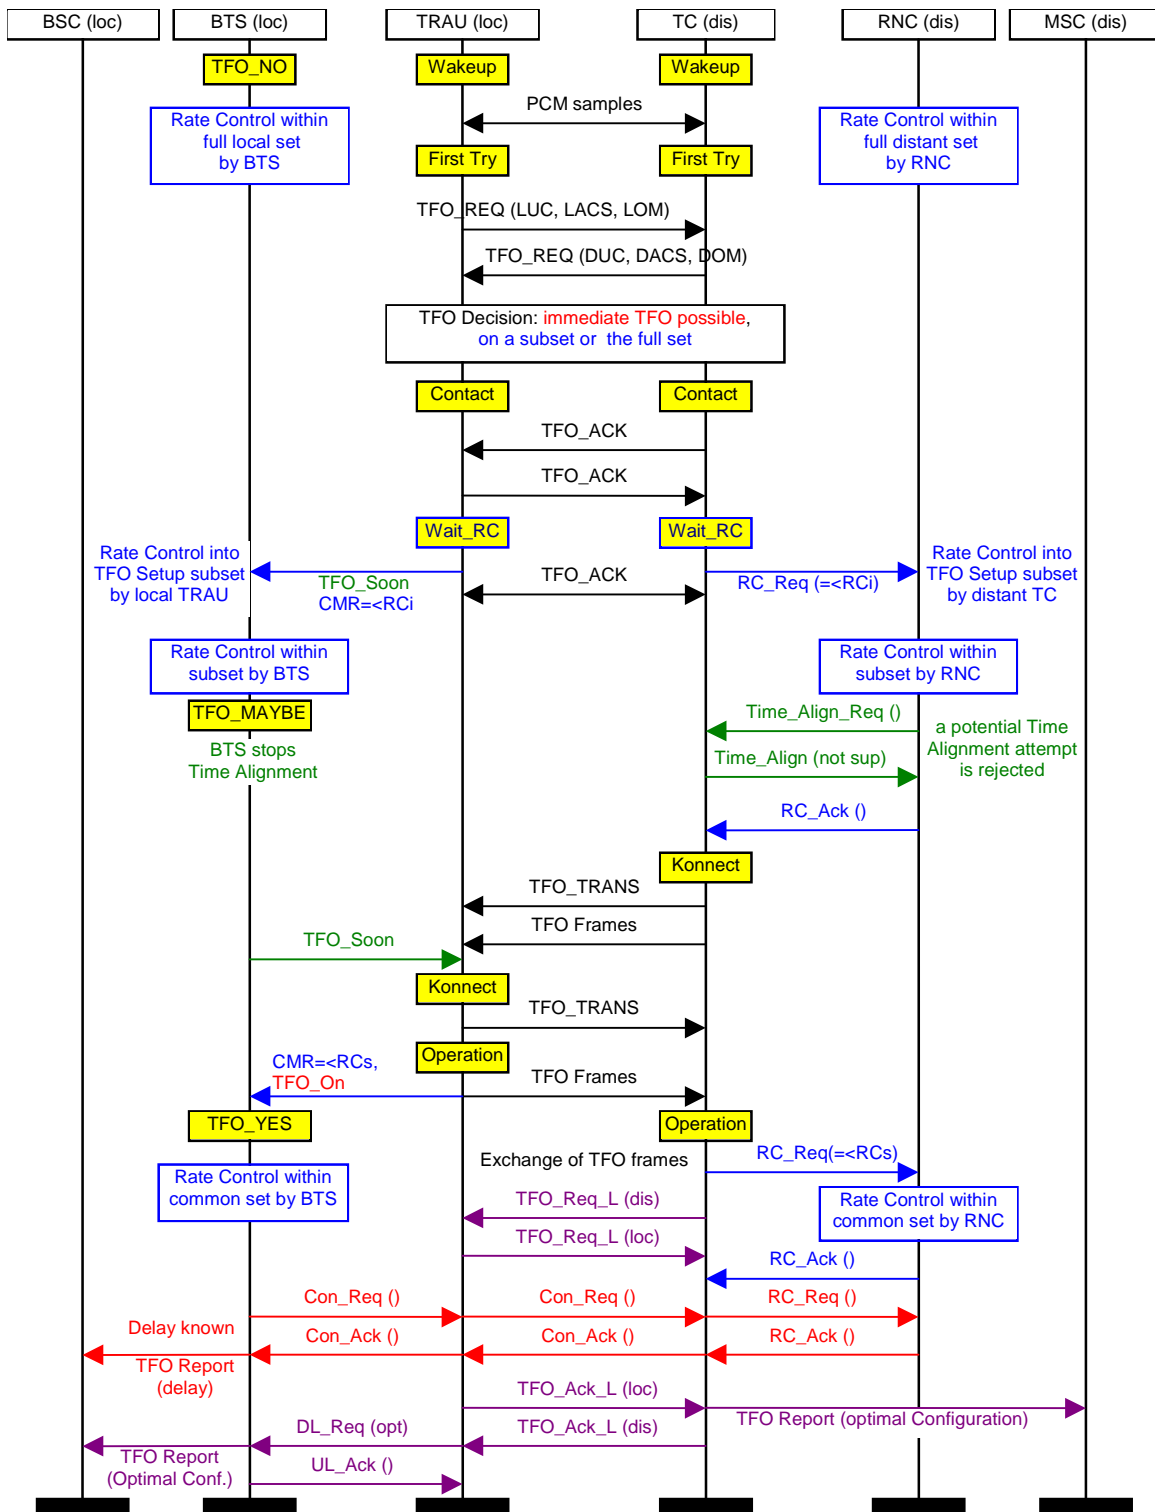 BSC (loc) BTS (loc) TRAU (loc) TC (dis) RNC (dis) MSC (dis)
TFO_NO Wakeup Wakeup
PCM samples
Rate Control within
full local set
by BTS
Rate Control within
full distant set
by RNC
First Try First Try
TFO_REQ (LUC, LACS, LOM)
TFO_REQ (DUC, DACS, DOM)
TFO Decision: immediate TFO possible,
on a subset or the full set
Contact Contact
TFO_ACK
TFO_ACK
Wait_RC Wait_RC
Rate Control into
TFO Setup subset
by local TRAU
TFO_Soon
CMR=<RCi
TFO_ACK
RC_Req (=<RCi)
Rate Control into
TFO Setup subset
by distant TC
Rate Control within
subset by BTS
Rate Control within
subset by RNC
TFO_MAYBE
BTS stops
Time Alignment
Time_Align_Req ()
Time_Align (not sup)
a potential Time
Alignment attempt
is rejected
RC_Ack ()
Konnect
TFO_TRANS
TFO Frames
TFO_Soon
Konnect
TFO_TRANS
Operation
CMR=<RCs,
TFO_On
TFO Frames
TFO_YES Operation
Exchange of TFO frames
RC_Req(=<RCs)
Rate Control within
common set by BTS
Rate Control within
common set by RNC
TFO_Req_L (dis)
TFO_Req_L (loc)
RC_Ack ()
Con_Req () Con_Req () RC_Req ()
Delay known
Con_Ack () Con_Ack () RC_Ack ()
TFO Report
(delay)
TFO_Ack_L (loc)
TFO Report (optimal Configuration)
DL_Req (opt) TFO_Ack_L (dis)
TFO Report
(Optimal Conf.)
UL_Ack ()